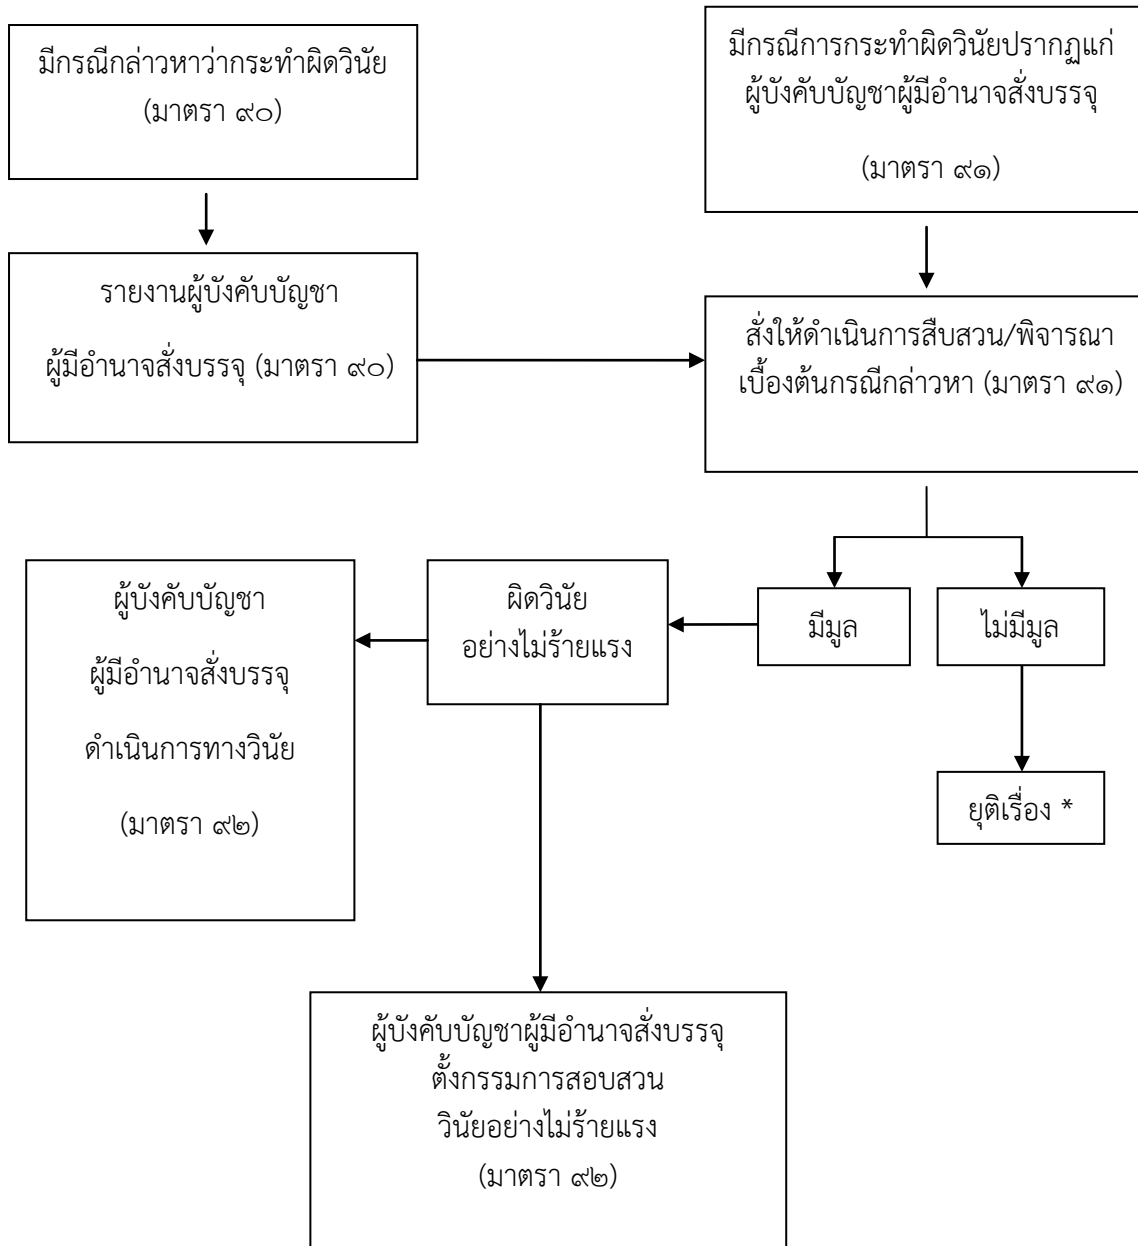 มีกรณีกล่าวหาว่ากระทำผิดวินัย
(มาตรา ๙๐)
มีกรณีการกระทำผิดวินัยปรากฏแก่
ผู้บังคับบัญชาผู้มีอำนาจสั่งบรรจุ
(มาตรา ๙๑)
รายงานผู้บังคับบัญชา
ผู้มีอำนาจสั่งบรรจุ (มาตรา ๙๐)
สั่งให้ดำเนินการสืบสวน/พิจารณา
เบื้องต้นกรณีกล่าวหา (มาตรา ๙๑)
ผู้บังคับบัญชา
ผู้มีอำนาจสั่งบรรจุ
ดำเนินการทางวินัย
(มาตรา ๙๒)
ผิดวินัย
อย่างไม่ร้ายแรง
มีมูล
ไม่มีมูล
ยุติเรื่อง *
ผู้บังคับบัญชาผู้มีอำนาจสั่งบรรจุ
ตั้งกรรมการสอบสวน
วินัยอย่างไม่ร้ายแรง
(มาตรา ๙๒)